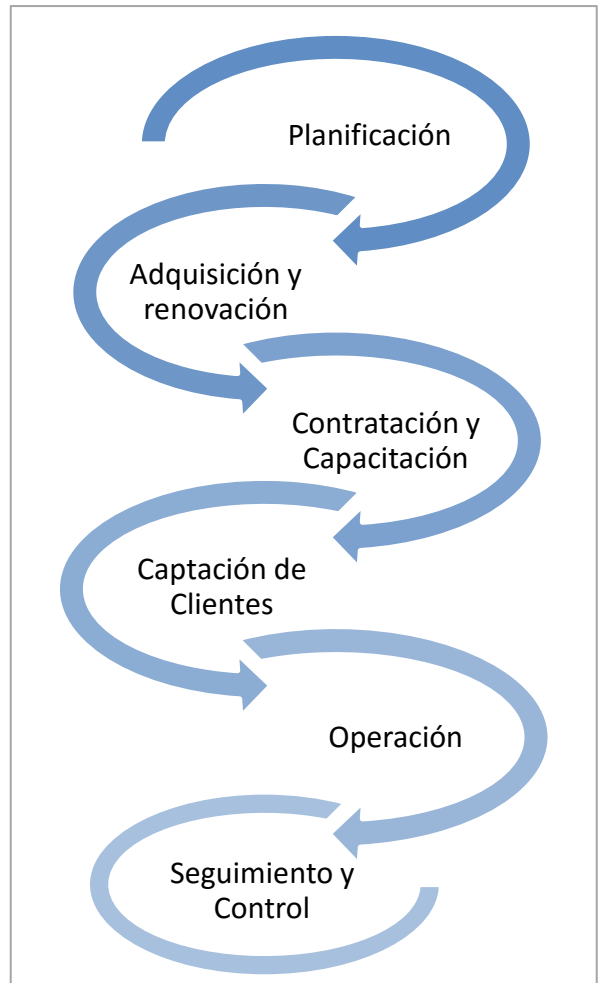 Planificación
Adquisición y
renovación
Contratación y
Capacitación
Captación de
Clientes
Operación
Seguimiento y
Control